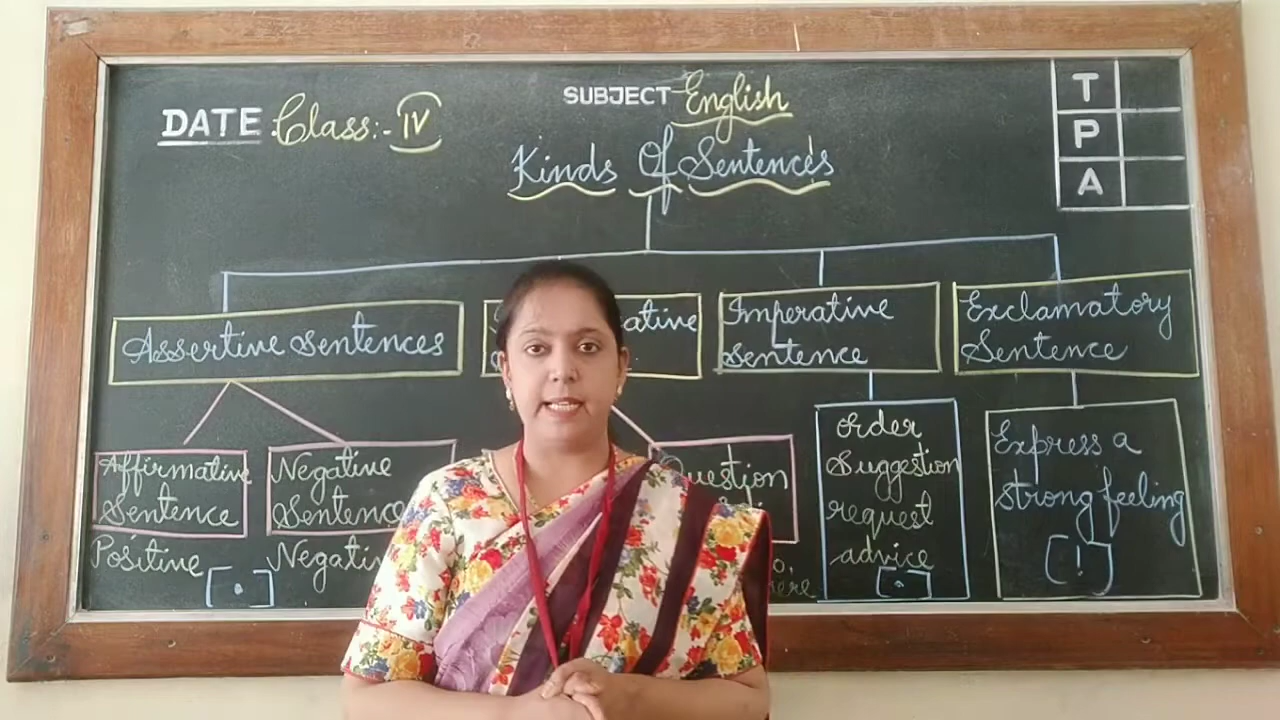 SUBJECT English
DATE :Class:- IV
Kinds Of Sentences
T
P
A
Assertive Sentences
ative
Imperative
Sentence
Exclamatory
Sentence
Affirmative
Sentence
Positive [.]
Negative
Sentence
Question
order
Suggestion
request
advice
[.]
Express a
strong feeling
[!]